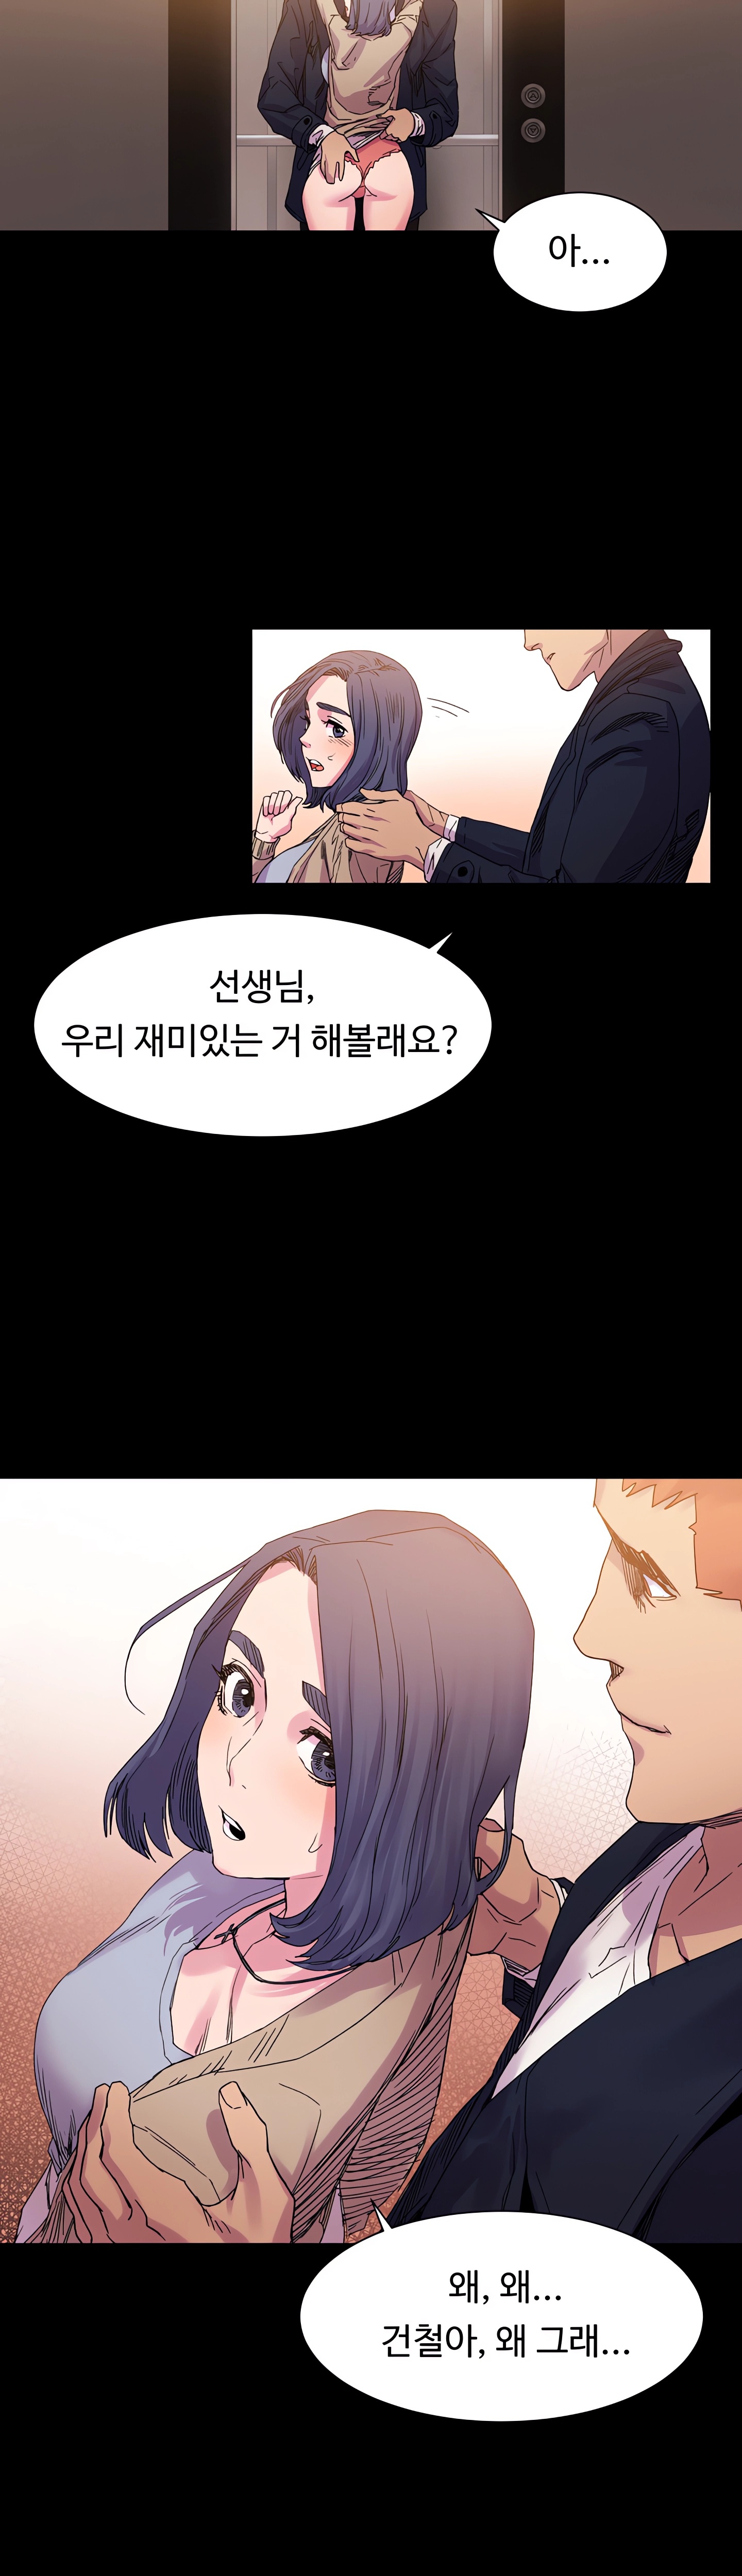 아...
선생님,
우리 재미있는 거 해볼래요?
왜, 왜...
건철아, 왜 그래...